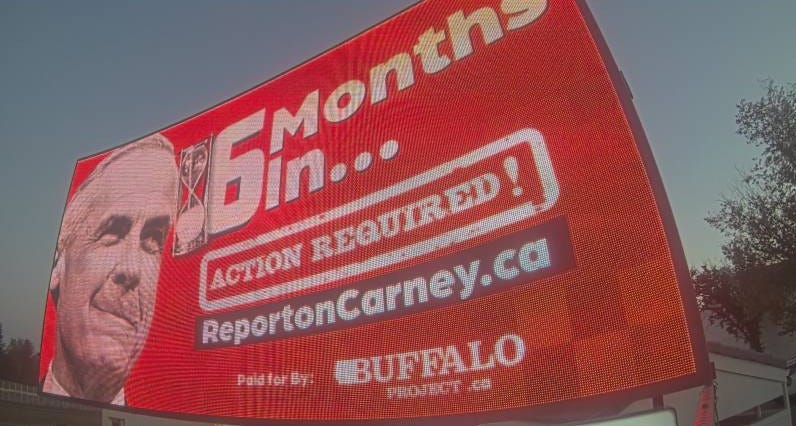 6 Months
in...
ACTION REQUIRED!
ReportonCarney.ca
Paid for By: BUFFALO
PROJECT .ca